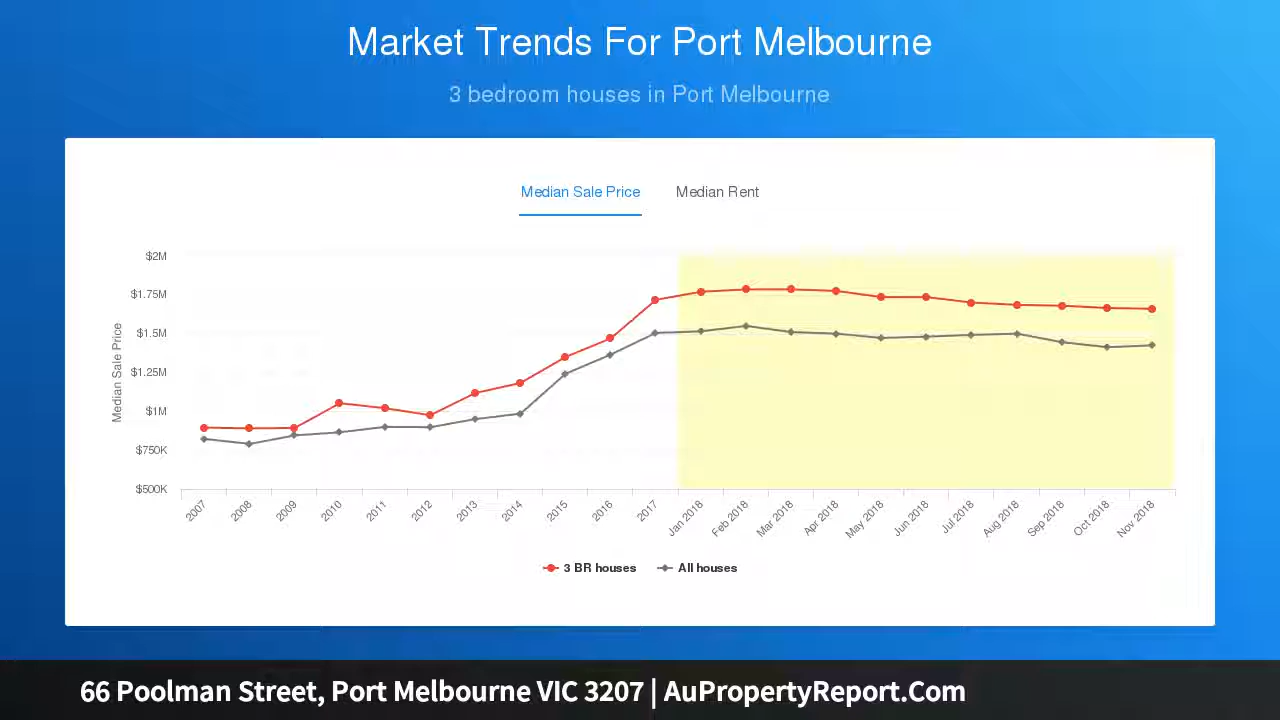 Market Trends For Port Melbourne
3 bedroom houses in Port Melbourne
Median Sale Price Median Rent
Median Sale Price
$2M
$1.75M
$1.5M
$1.25M
$1M
$750K
$500K
2007 2008 2009 2010 2011 2012 2013 2014 2015 2016 2017 Jan 2018 Feb 2018 Mar 2018 Apr 2018 May 2018 Jun 2018 Jul 2018 Aug 2018 Sep 2018 Oct 2018 Nov 2018
3 BR houses All houses
66 Poolman Street, Port Melbourne VIC 3207 | AuPropertyReport.Com